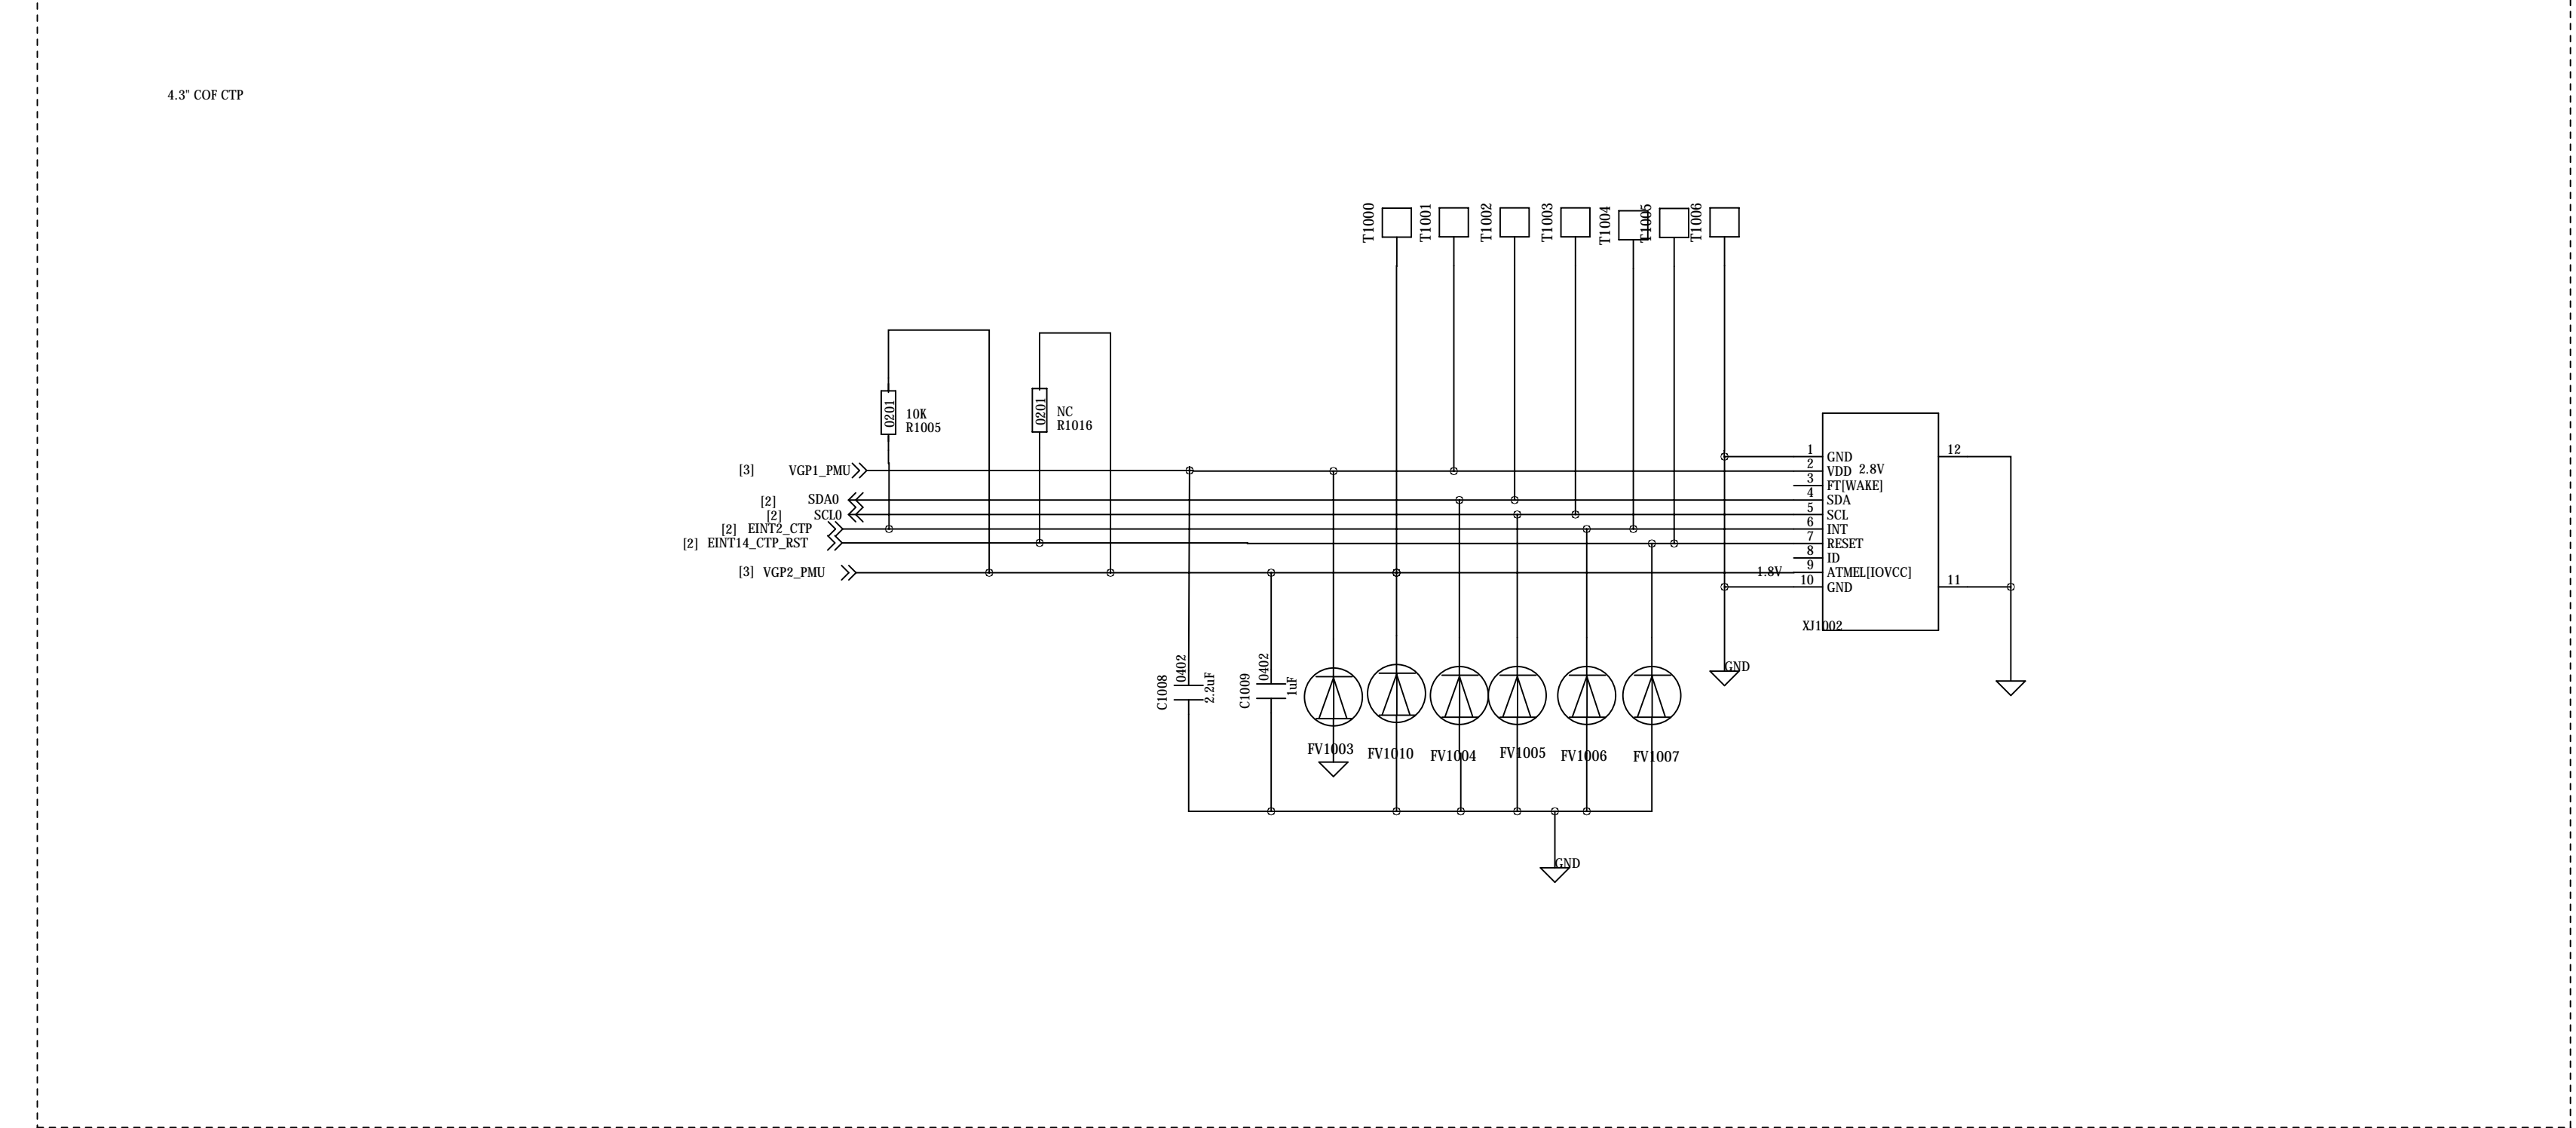 4.3" COF CTP
T1000
T1001
T1002
T1003
T1004
T1005
T1006
0201
10K
R1005
0201
NC
R1016
[3] VGP1_PMU
[2] SDA0
[2] SCL0
[2] EINT2_CTP
[2] EINT14_CTP_RST
[3] VGP2_PMU
1 GND 12
2 VDD 2.8V
3 FT[WAKE]
4 SDA
5 SCL
6 INT
7 RESET
8 ID
1.8V 9 ATMEL[IOVCC]
10 GND 11
XJ1002
GND
C1008
0402
2.2uF
C1009
0402
1uF
FV1003
FV1010
FV1004
FV1005
FV1006
FV1007
GND